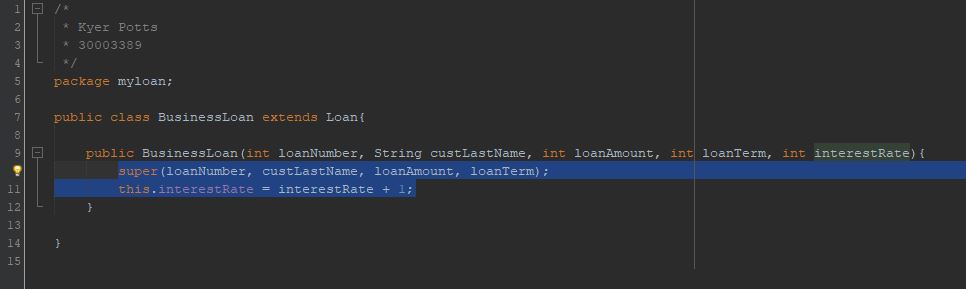 1 /*
2  * Kyer Potts
3  * 30003389
4  */
5 package myloan;
6
7 public class BusinessLoan extends Loan{
8
9     public BusinessLoan(int loanNumber, String custLastName, int loanAmount, int loanTerm, int interestRate){
        super(loanNumber, custLastName, loanAmount, loanTerm);
11         this.interestRate = interestRate + 1;
12     }
13
14 }
15